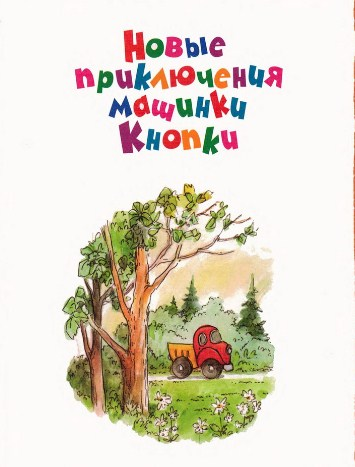 Новые
приключения
машинки
Кнопки